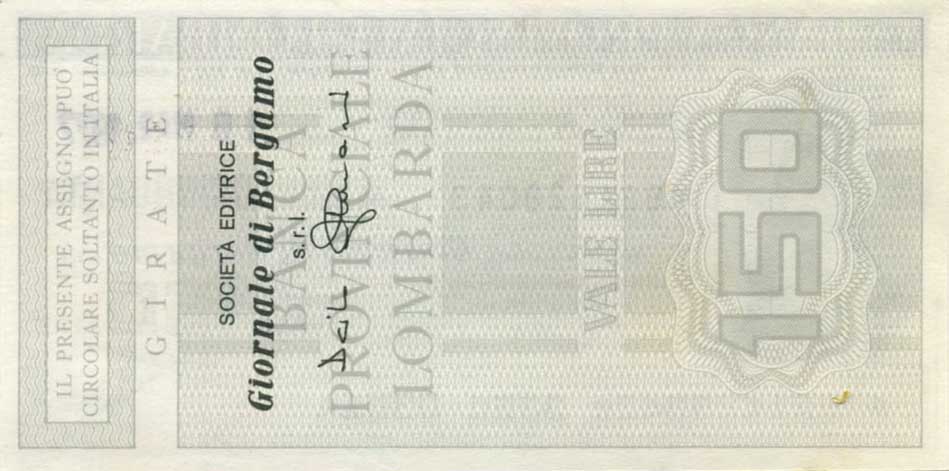 IL PRESENTE ASSEGNO PUO'
CIRCOLARE SOLTANTO IN ITALIA
GIRATE
SOCIETÀ EDITRICE
Giornale di Bergamo
s.r.l.
BANCA
PROVINCIALE
LOMBARDA
VALE LIRE
150